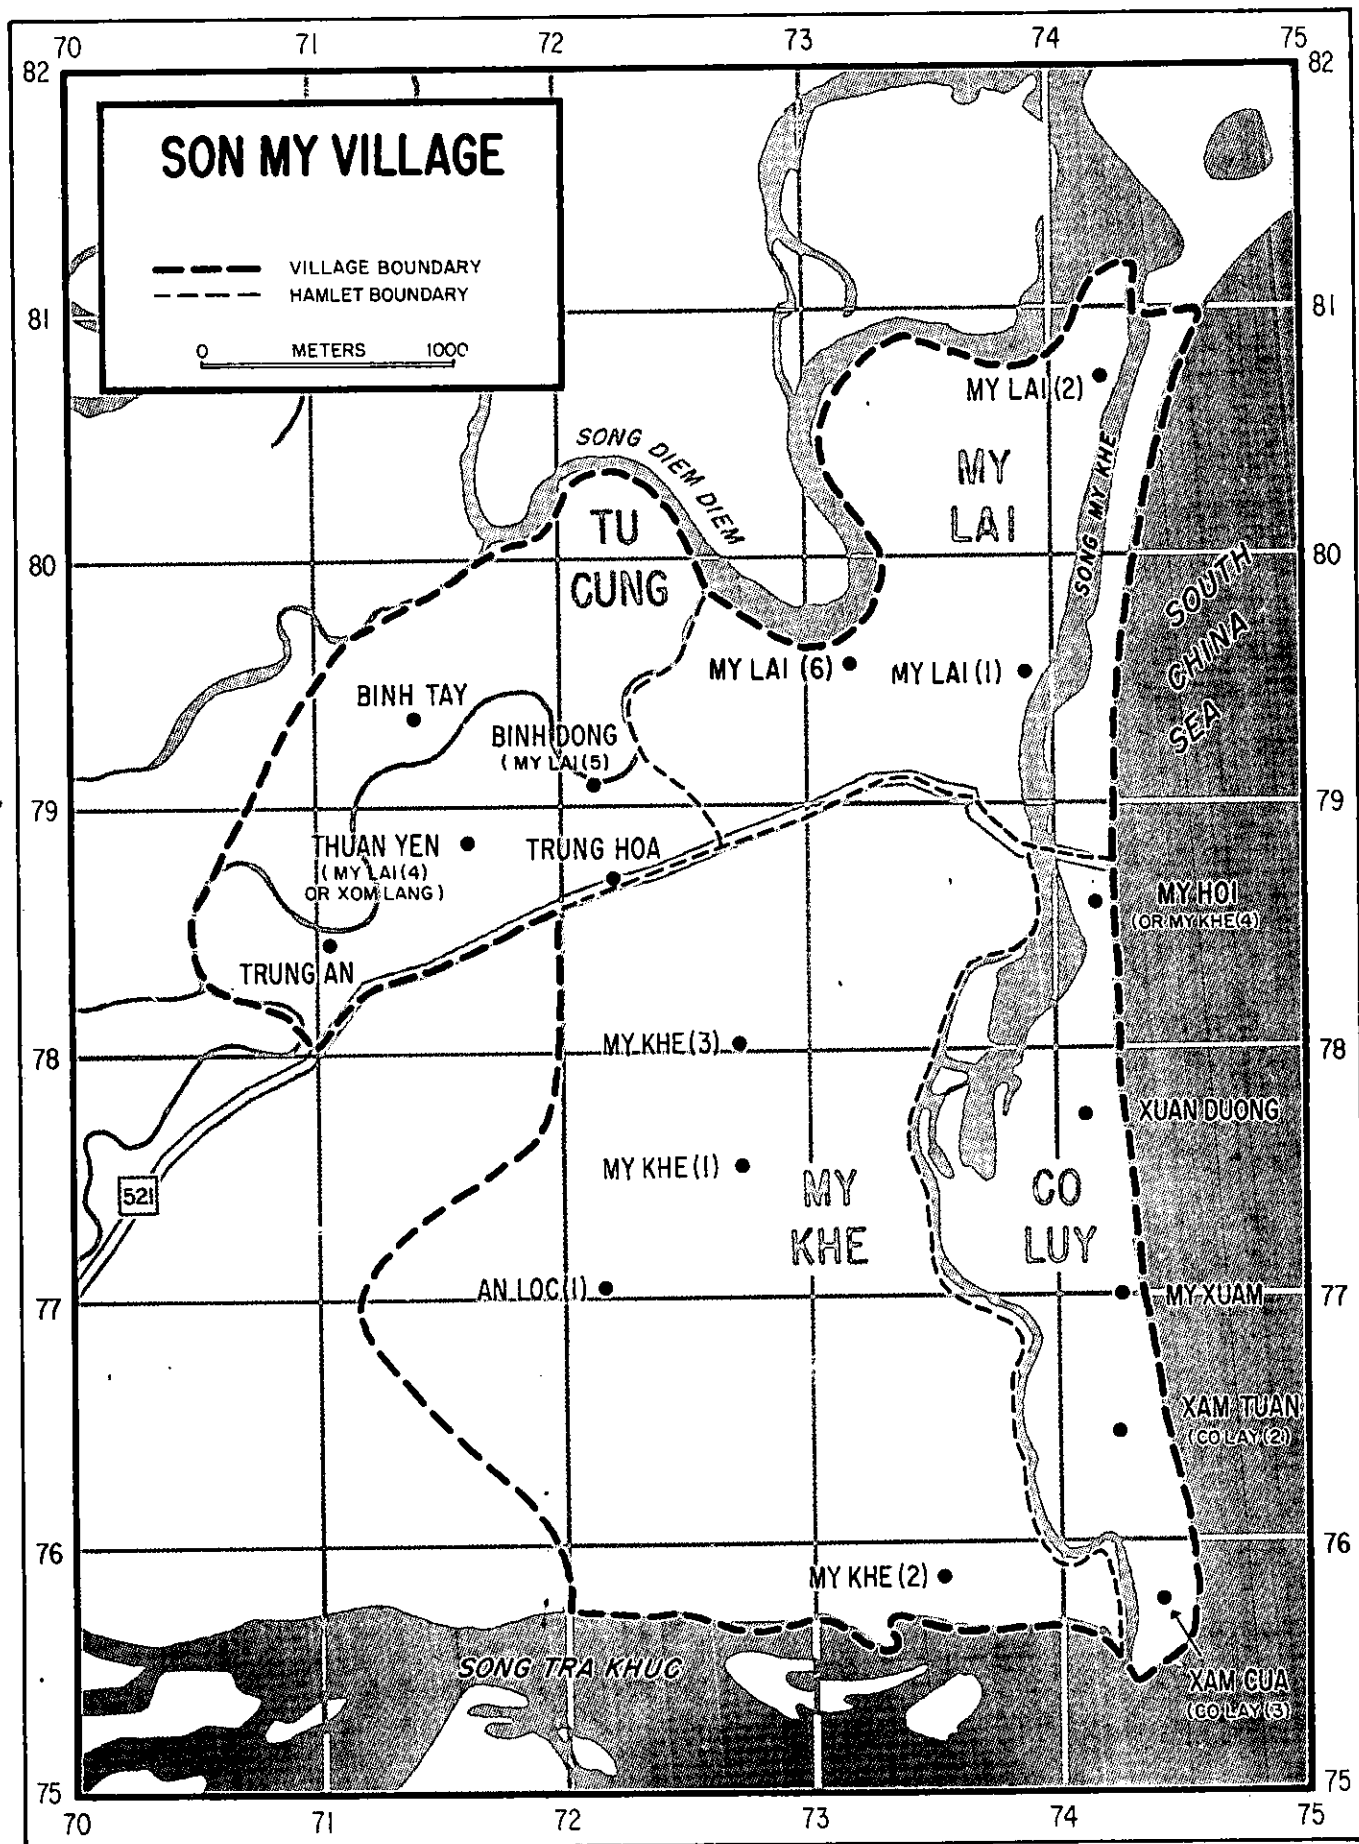 70 71 72 73 74 75
82 82
SON MY VILLAGE
VILLAGE BOUNDARY
HAMLET BOUNDARY
0 METERS 1000
81 81
MY LAI (2)
SONG DIEM DIEM
MY
LAI
SONG MY KHE
TU
CUNG
80 80
SOUTH
CHINA
SEA
MY LAI (6)
MY LAI (1)
BINH TAY
BINH DONG
(MY LAI (5)
79 79
THUAN YEN
(MY LAI (4)
OR XOM LANG)
TRUNG HOA
MY HOI
(OR MY KHE (4)
TRUNG AN
78 78
MY KHE (3)
XUAN DUONG
MY KHE (1)
521
MY
KHE
CO
LUY
77 77
AN LOC (1)
MY XUAM
XAM TUAN
(CO LAY (2)
76 76
MY KHE (2)
SONG TRA KHUC
XAM CUA
(CO LAY (3)
75 75
70 71 72 73 74 75